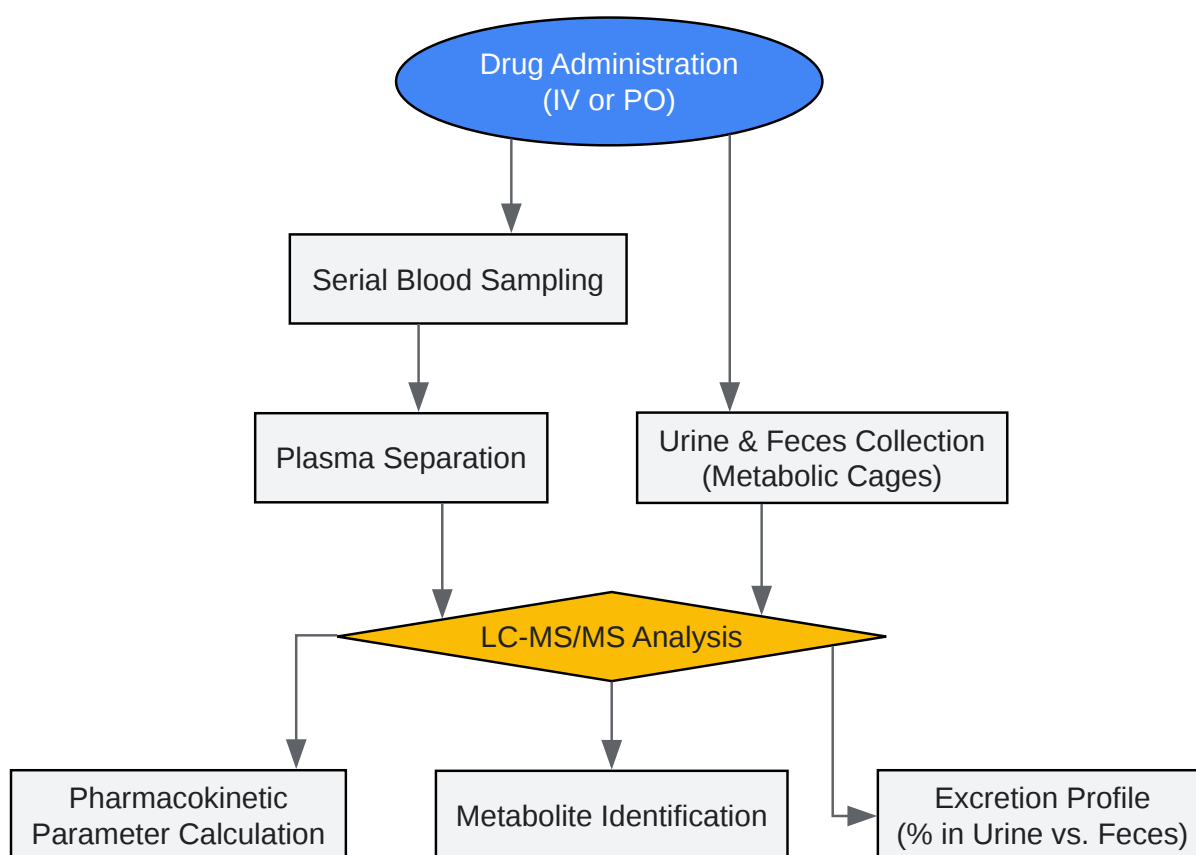 Drug Administration
(IV or PO)
Serial Blood Sampling
Plasma Separation
Urine & Feces Collection
(Metabolic Cages)
LC-MS/MS Analysis
Pharmacokinetic
Parameter Calculation
Metabolite Identification
Excretion Profile
(% in Urine vs. Feces)